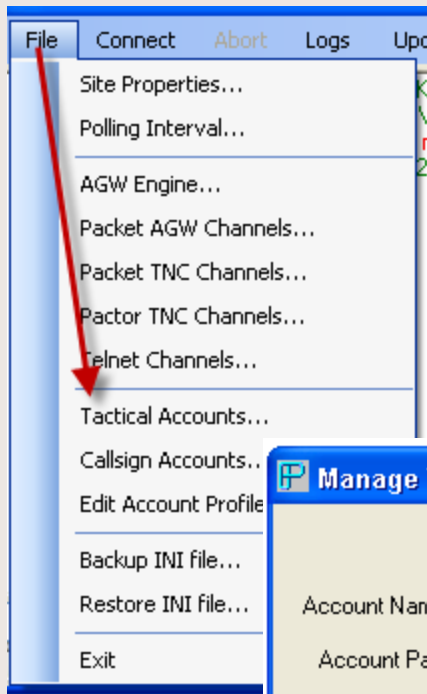 File Connect Abort Logs
Site Properties...
Polling Interval...
AGW Engine...
Packet AGW Channels...
Packet TNC Channels...
Pactor TNC Channels...
Telnet Channels...
Tactical Accounts...
Callsign Accounts...
Edit Account Profile
Backup INI file...
Restore INI file...
Exit
Manage
Account
Account